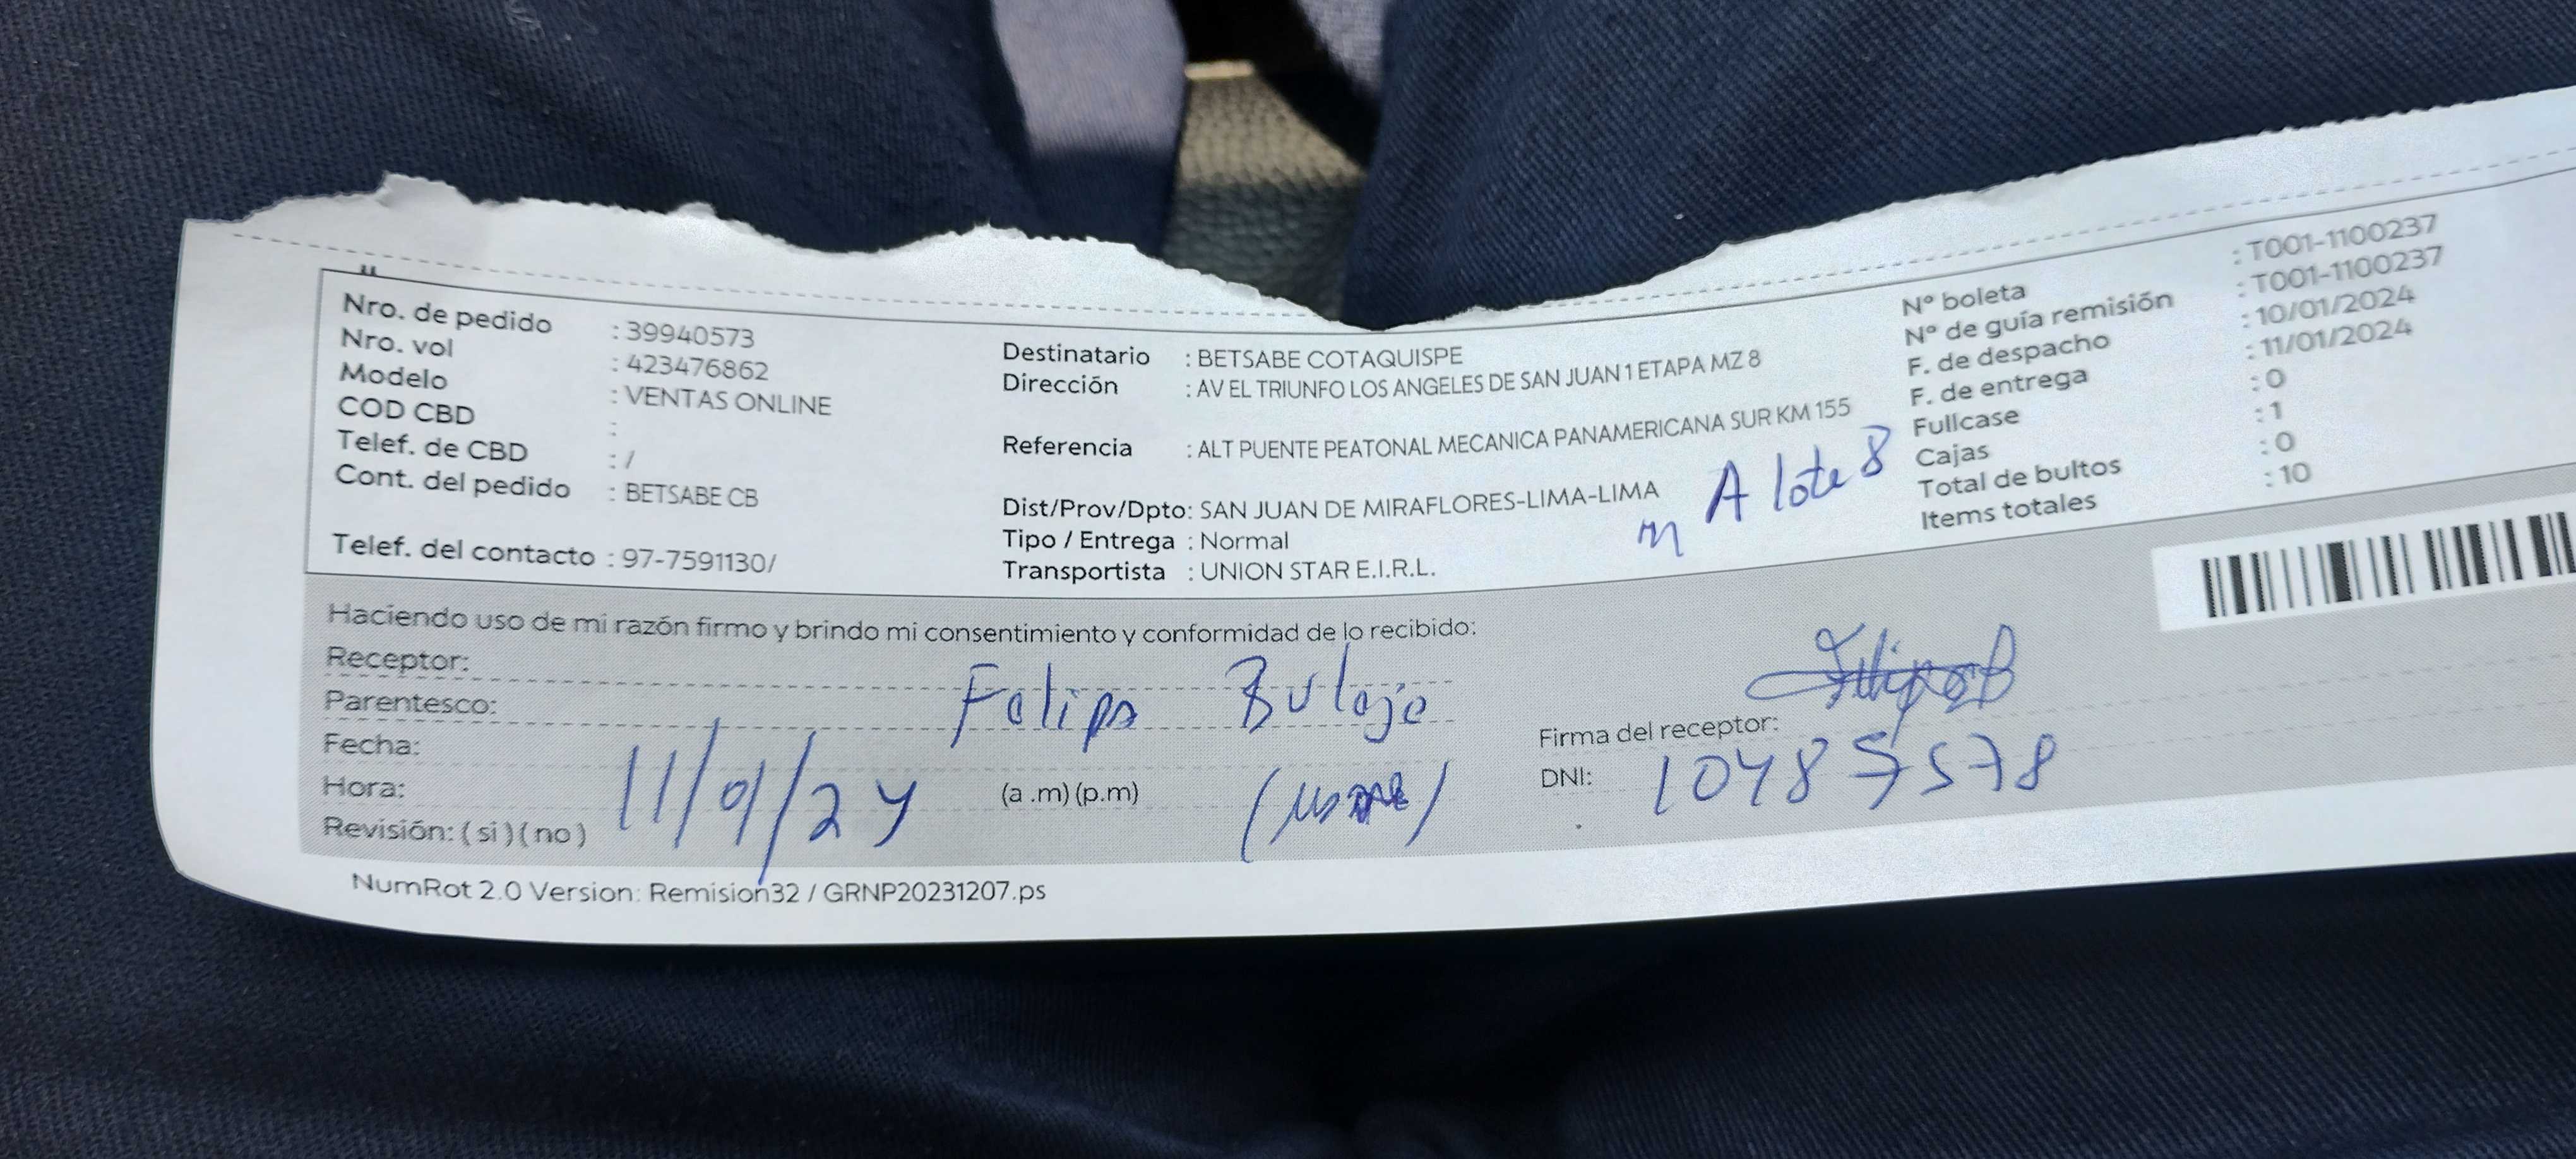 Nro. de pedido : 39940573
Nro. vol : 423476862
Modelo : VENTAS ONLINE
COD CBD :
Telef. de CBD : /
Cont. del pedido : BETSABE CB
Telef. del contacto : 97-7591130/
Destinatario : BETSABE COTAQUISPE
Dirección : AV EL TRIUNFO LOS ANGELES DE SAN JUAN 1 ETAPA MZ 8
Referencia : ALT PUENTE PEATONAL MECANICA PANAMERICANA SUR KM 155
Dist/Prov/Dpto: SAN JUAN DE MIRAFLORES-LIMA-LIMA
Tipo / Entrega : Normal
Transportista : UNION STAR E.I.R.L.
m A lote 8
N° boleta : T001-1100237
N° de guía remisión : T001-1100237
F. de despacho : 10/01/2024
F. de entrega : 11/01/2024
Fullcase : 0
Cajas : 1
Total de bultos : 0
Items totales : 10
Haciendo uso de mi razón firmo y brindo mi consentimiento y conformidad de lo recibido:
Receptor:
Parentesco: Felipa Buleje
Fecha:
Hora: 11/01/24 (a .m) (p.m)
Revisión: ( si ) ( no )
Firma del receptor:
DNI: 10487578
NumRot 2.0 Version: Remision32 / GRNP20231207.ps